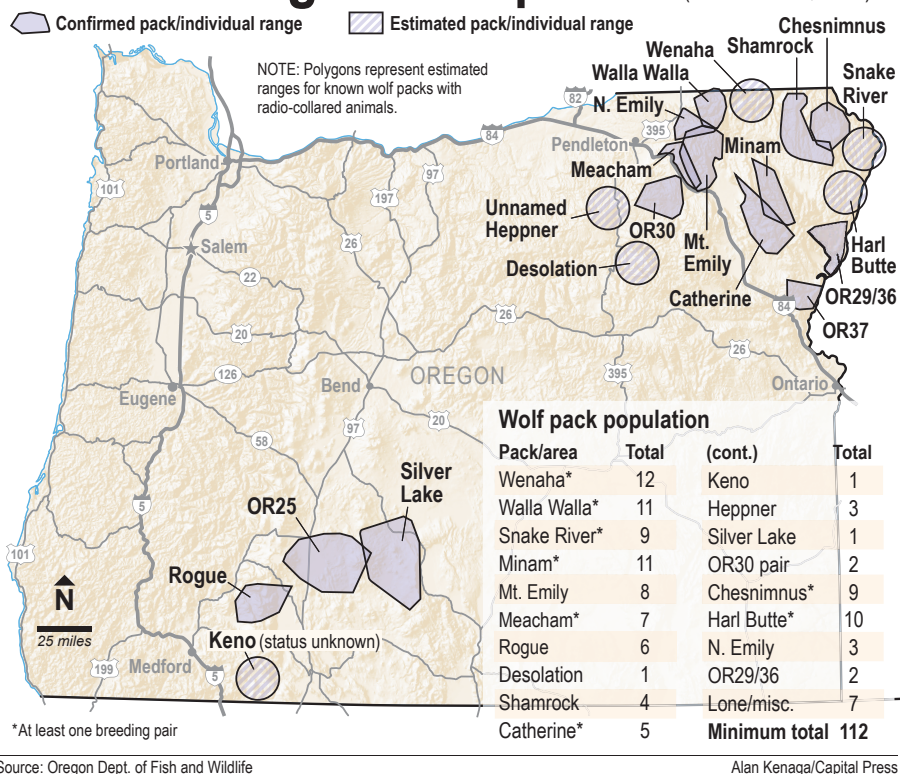 Confirmed pack/individual range
Estimated pack/individual range
NOTE: Polygons represent estimated
ranges for known wolf packs with
radio-collared animals.
Chesnimnus
Wenaha
Shamrock
Walla Walla
Snake
River
N. Emily
82
84
395
Pendleton
Minam
Meacham
Portland
101
97
197
Unnamed
Heppner
OR30
5
Salem
26
Mt.
Emily
Harl
Butte
Desolation
22
Catherine
OR29/36
84
OR37
26
20
26
126
Bend
OREGON
395
Ontario
Eugene
97
20
58
Silver
Lake
OR25
5
101
Rogue
N
25 miles
Keno (status unknown)
199
Medford
5
Wolf pack population
Pack/area Total (cont.) Total
Wenaha* 12 Keno 1
Walla Walla* 11 Heppner 3
Snake River* 9 Silver Lake 1
Minam* 11 OR30 pair 2
Mt. Emily 8 Chesnimnus* 9
Meacham* 7 Harl Butte* 10
Rogue 6 N. Emily 3
Desolation 1 OR29/36 2
Shamrock 4 Lone/misc. 7
Catherine* 5 Minimum total 112
*At least one breeding pair
Source: Oregon Dept. of Fish and Wildlife
Alan Kenaga/Capital Press